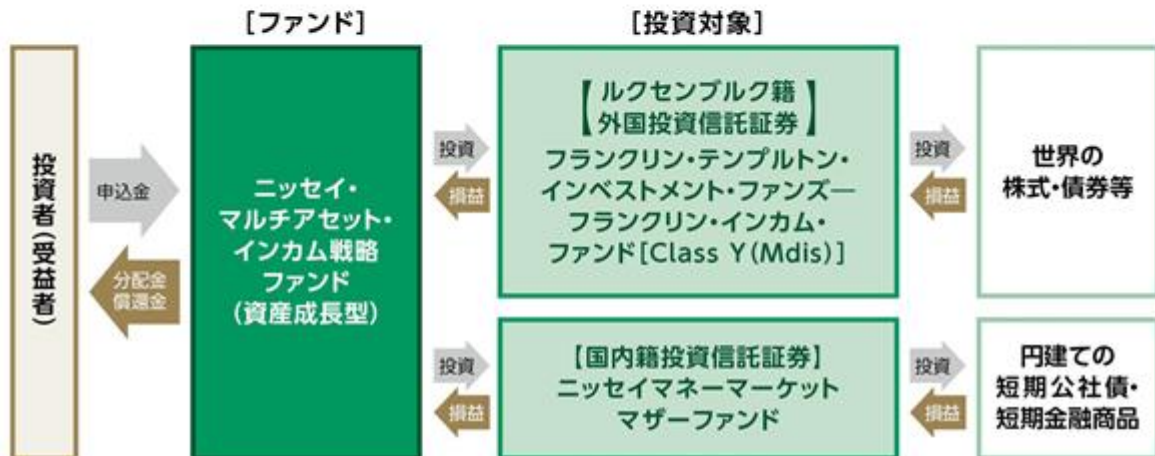 [ファンド]
[投資対象]
投資者(受益者)
申込金
分配金
償還金
ニッセイ・
マルチアセット・
インカム戦略
ファンド
(資産成長型)
投資
損益
【ルクセンブルク籍
外国投資信託証券】
フランクリン・テンプルトン・
インベストメント・ファンズ―
フランクリン・インカム・
ファンド[Class Y(Mdis)]
投資
損益
世界の
株式・債券等
投資
損益
【国内籍投資信託証券】
ニッセイマネーマーケット
マザーファンド
投資
損益
円建ての
短期公社債・
短期金融商品